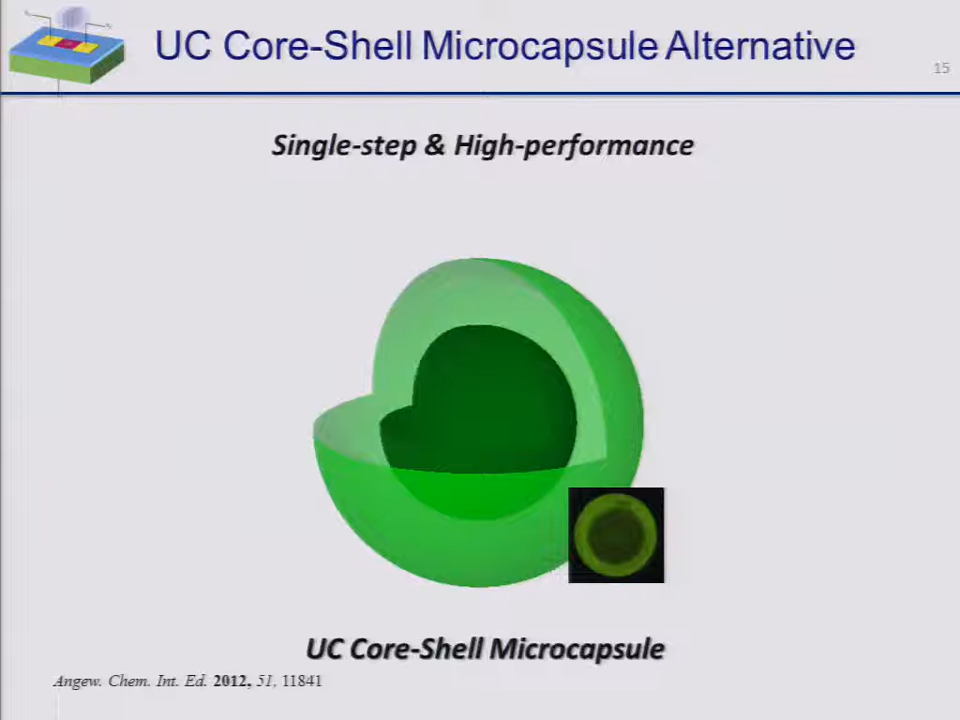 UC Core-Shell Microcapsule Alternative
15
Single-step & High-performance
UC Core-Shell Microcapsule
Angew. Chem. Int. Ed. 2012, 51, 11841